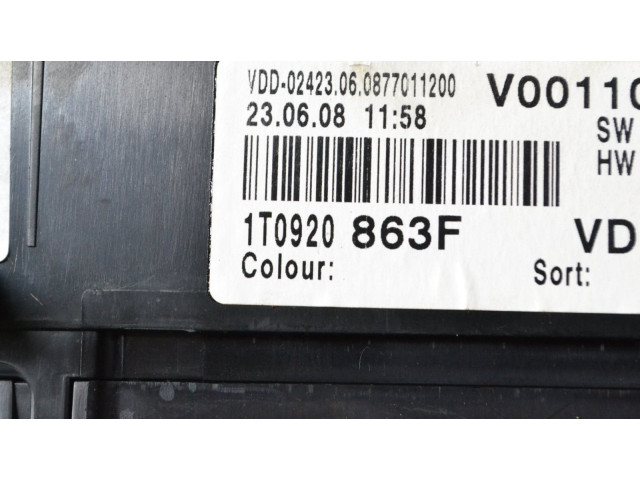 VDD-02423.06.0877011200 V0011
23.06.08 11:58 SW
HW
1T0920 863F VD
Colour: Sort: